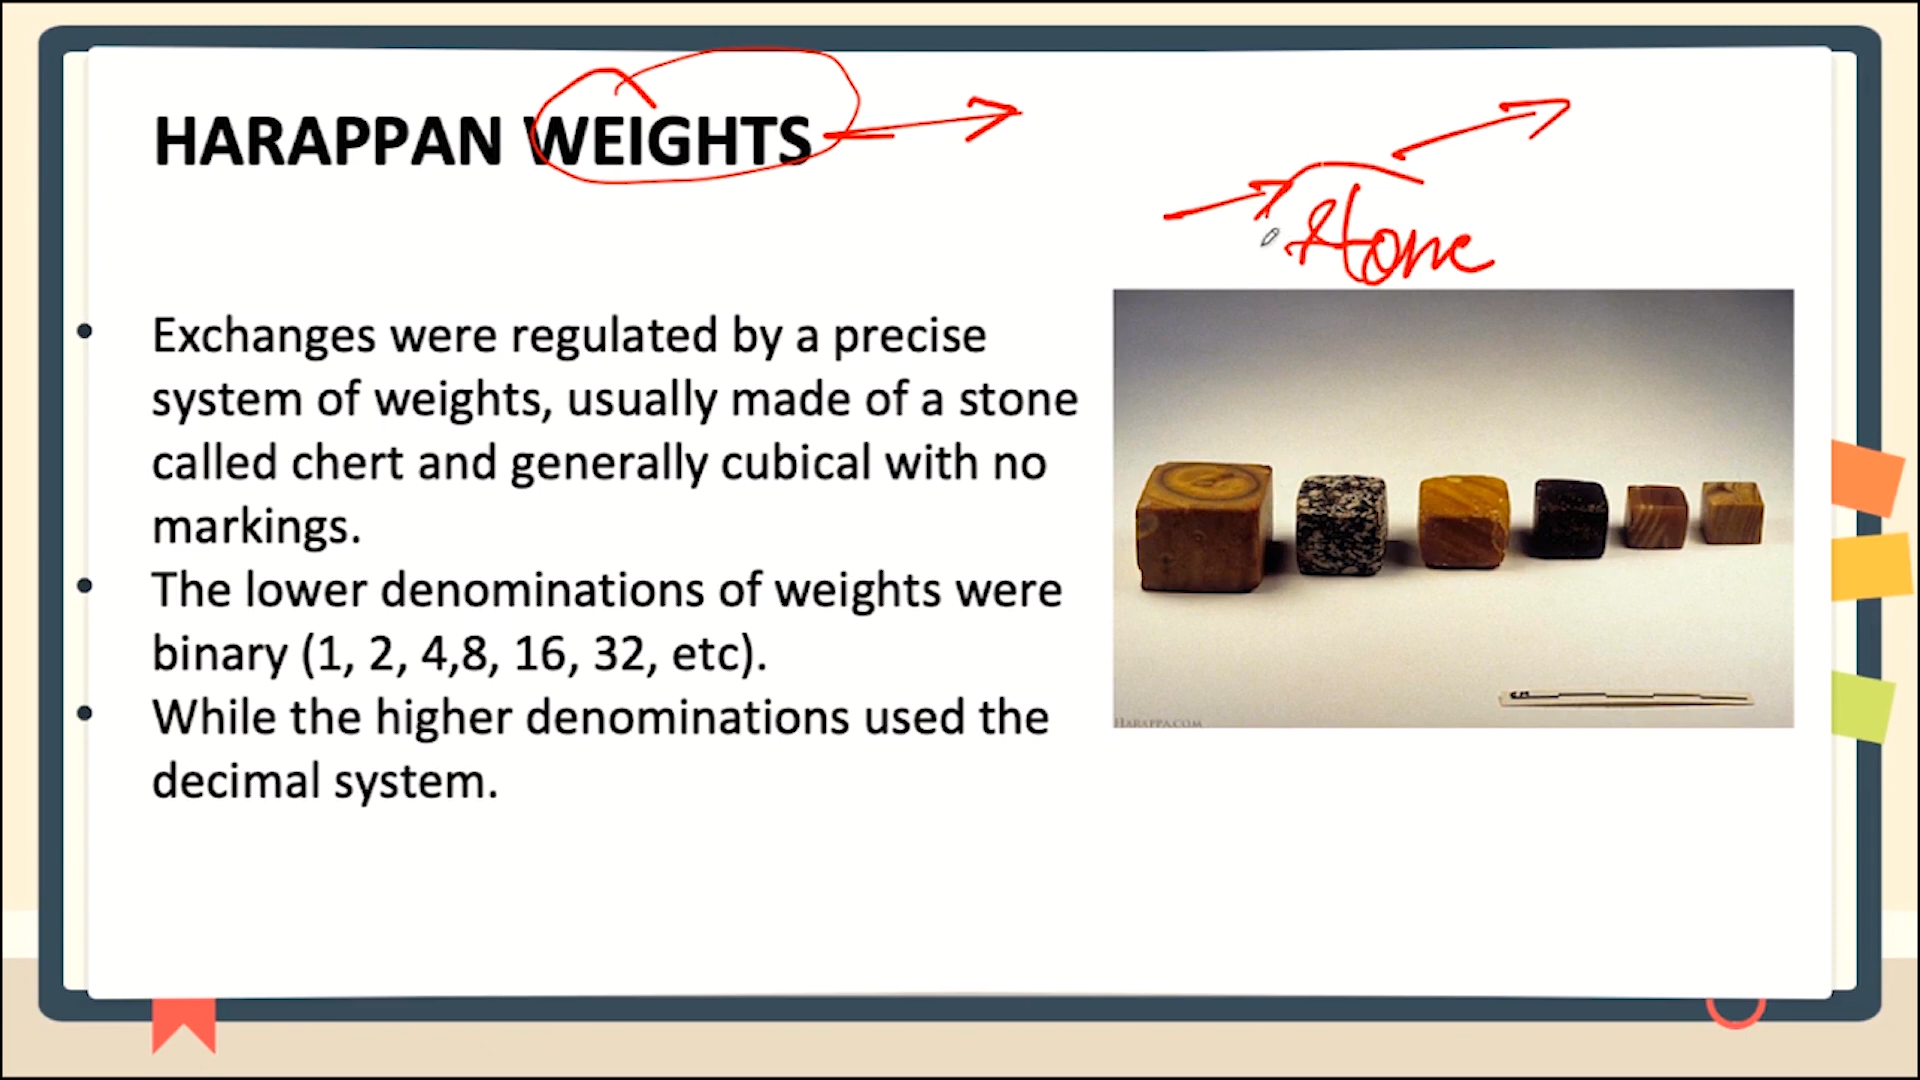 HARAPPAN WEIGHTS
Stone
• Exchanges were regulated by a precise
system of weights, usually made of a stone
called chert and generally cubical with no
markings.
• The lower denominations of weights were
binary (1, 2, 4,8, 16, 32, etc).
• While the higher denominations used the
decimal system.
HARAPPA.COM